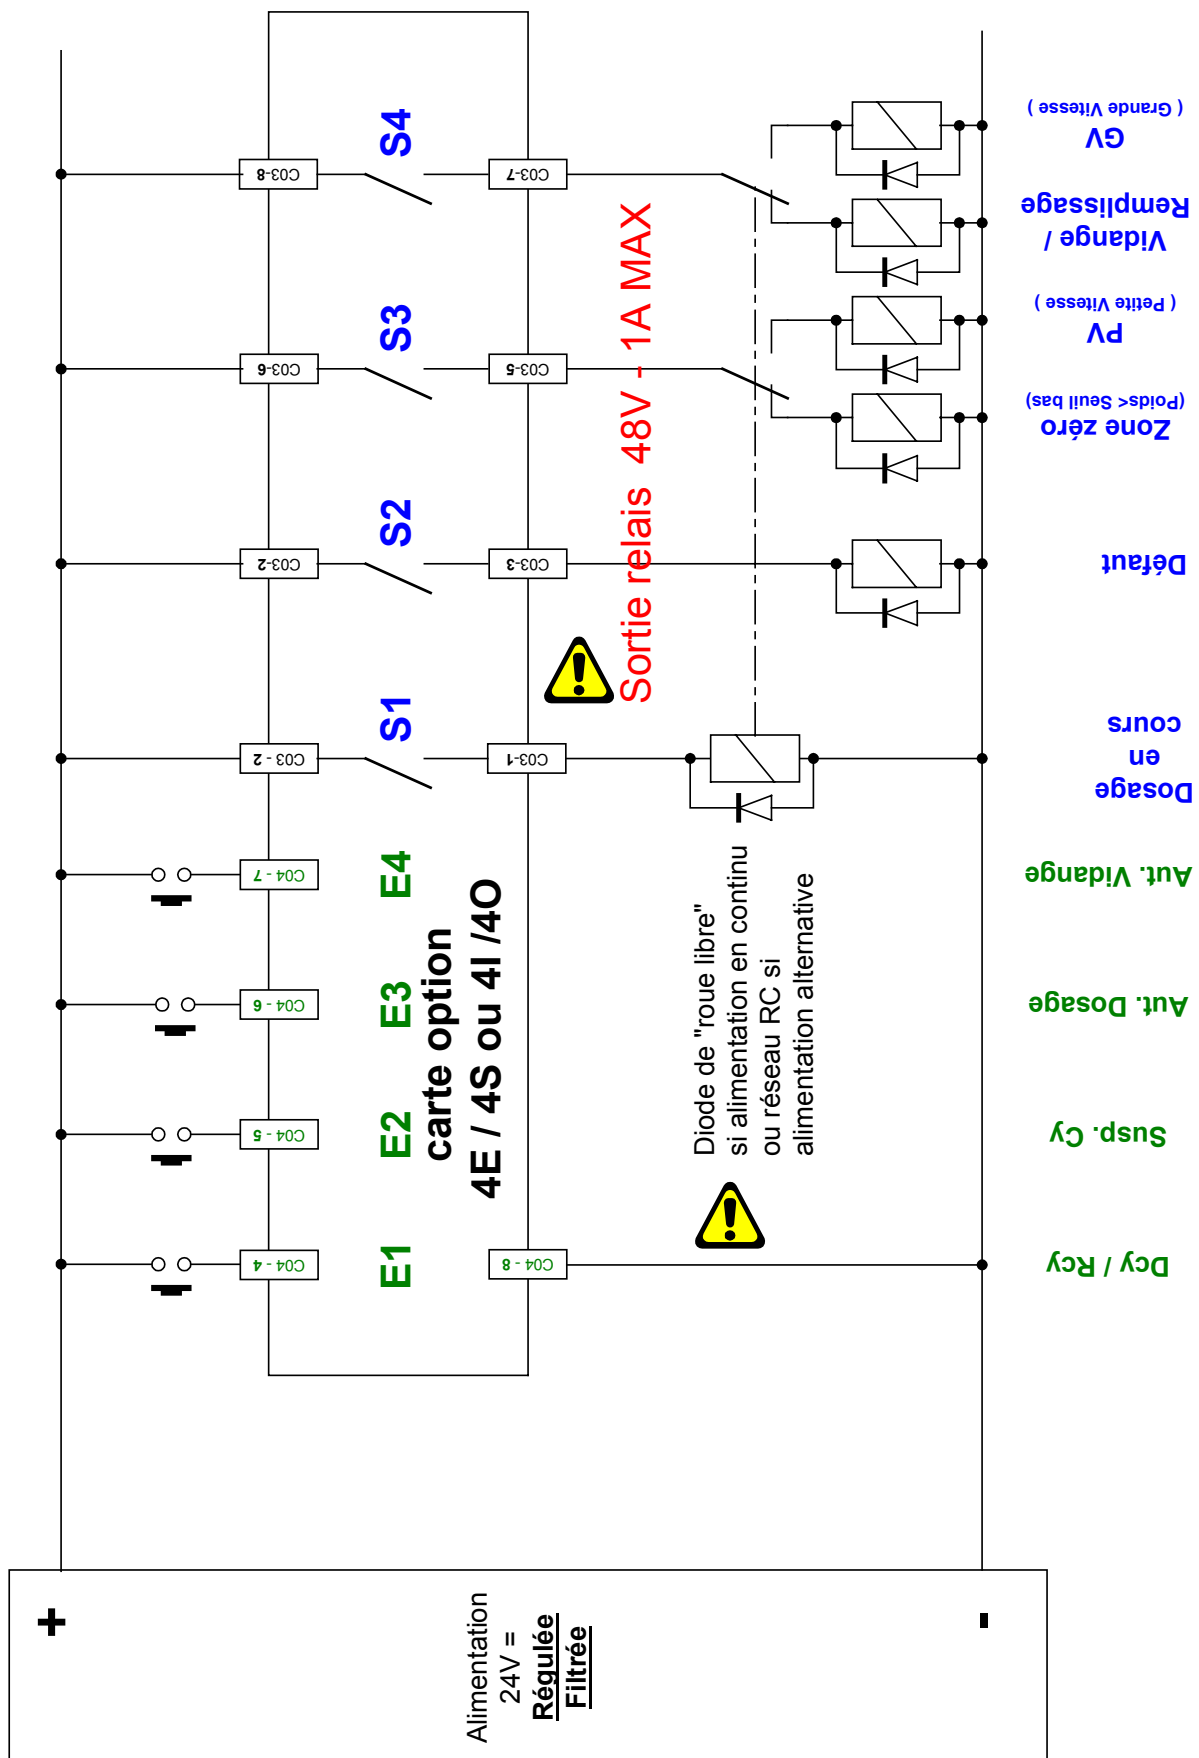 +
Alimentation
24V =
Régulée
Filtrée
-
carte option
4E / 4S ou 4I /4O
E1
E2
E3
E4
S1
S2
S3
S4
C04 - 4
C04 - 5
C04 - 6
C04 - 7
C03 - 2
C03-2
C03-6
C03-8
C04 - 8
C03-1
C03-3
C03-5
C03-7
Sortie relais 48V - 1A MAX
Diode de "roue libre"
si alimentation en continu
ou réseau RC si
alimentation alternative
Dcy / Rcy
Susp. Cy
Aut. Dosage
Aut. Vidange
Dosage
en
cours
Défaut
Zone zéro
(Poids< Seuil bas)
PV
( Petite Vitesse )
Vidange /
Remplissage
GV
( Grande Vitesse )